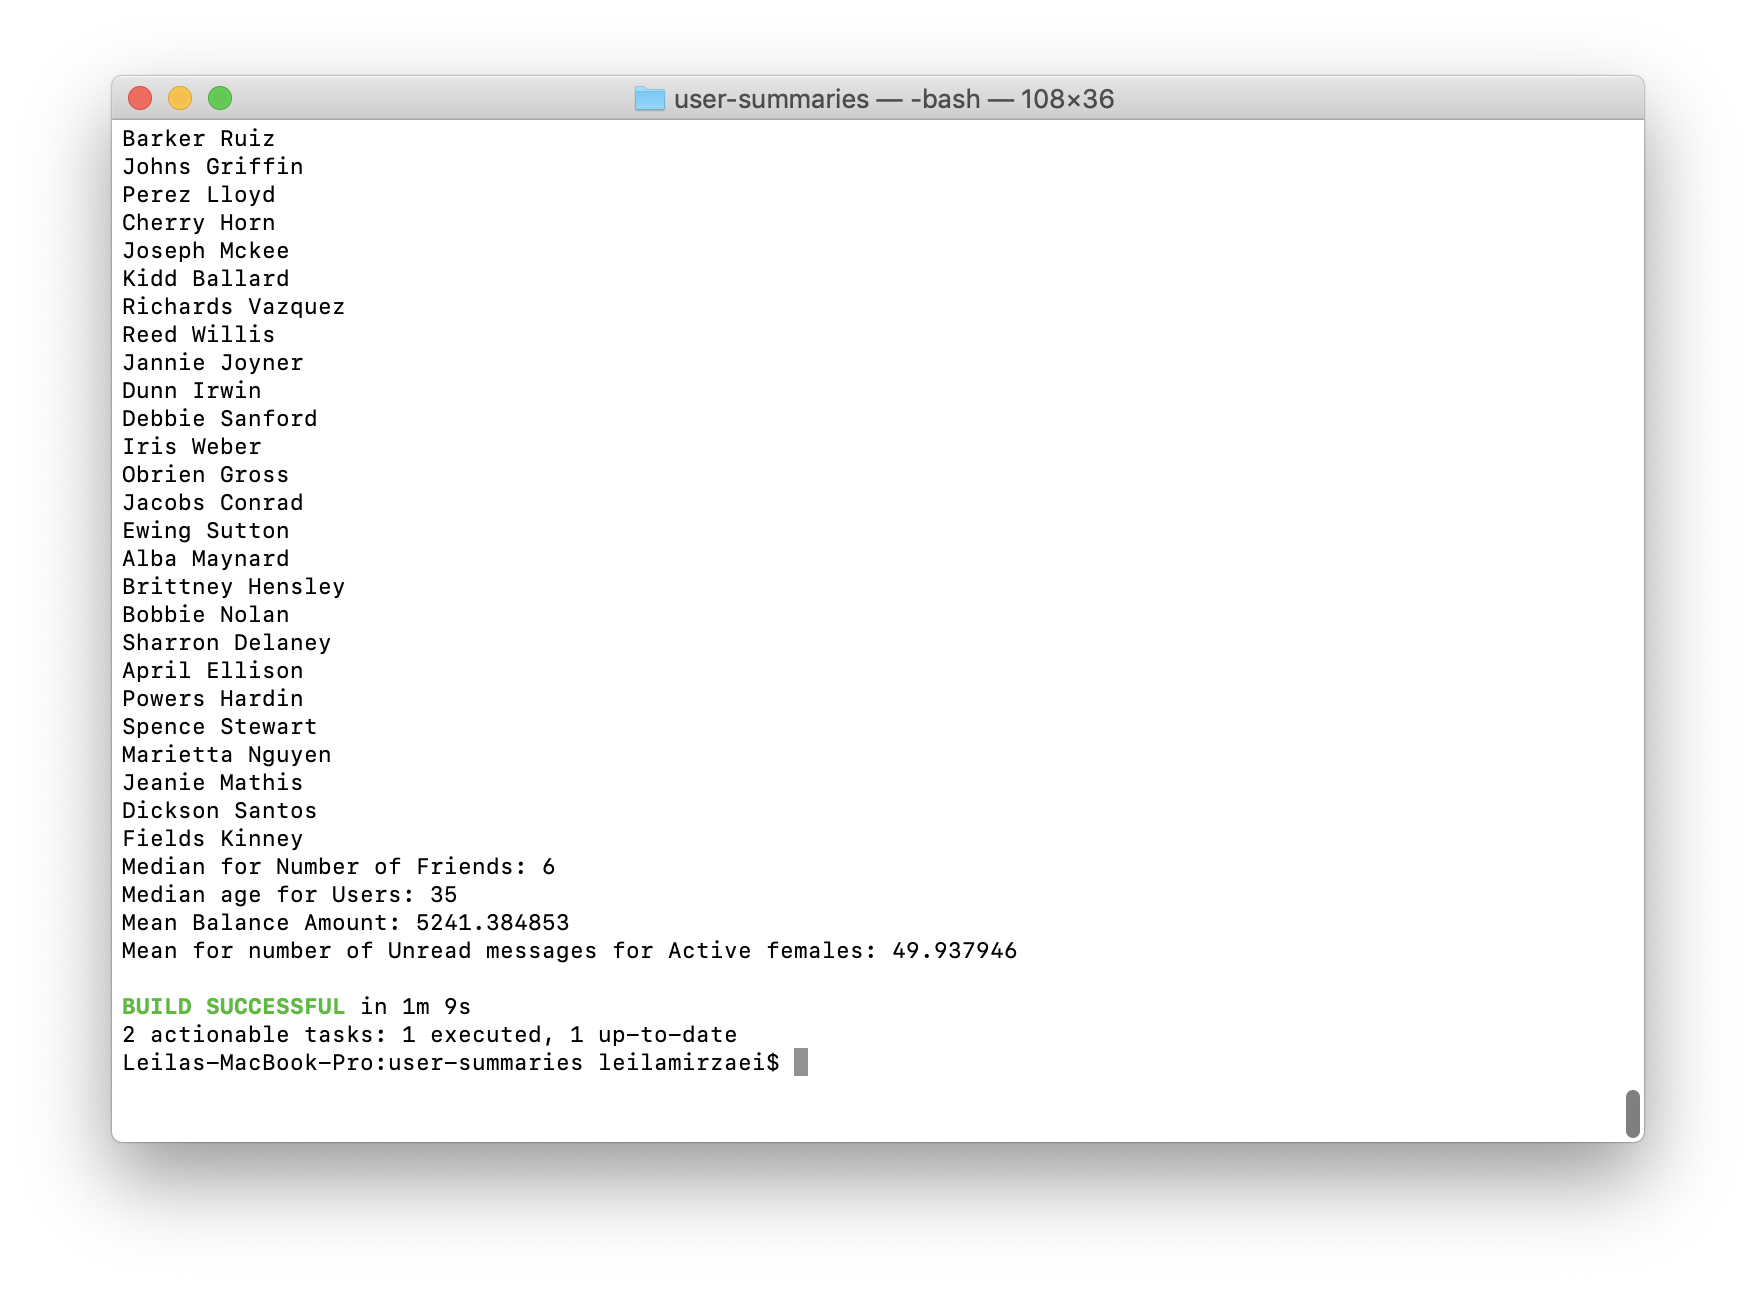 user-summaries — -bash — 108×36
Barker Ruiz
Johns Griffin
Perez Lloyd
Cherry Horn
Joseph Mckee
Kidd Ballard
Richards Vazquez
Reed Willis
Jannie Joyner
Dunn Irwin
Debbie Sanford
Iris Weber
Obrien Gross
Jacobs Conrad
Ewing Sutton
Alba Maynard
Brittney Hensley
Bobbie Nolan
Sharron Delaney
April Ellison
Powers Hardin
Spence Stewart
Marietta Nguyen
Jeanie Mathis
Dickson Santos
Fields Kinney
Median for Number of Friends: 6
Median age for Users: 35
Mean Balance Amount: 5241.384853
Mean for number of Unread messages for Active females: 49.937946
BUILD SUCCESSFUL in 1m 9s
2 actionable tasks: 1 executed, 1 up-to-date
Leilas-MacBook-Pro:user-summaries leilamirzaei$